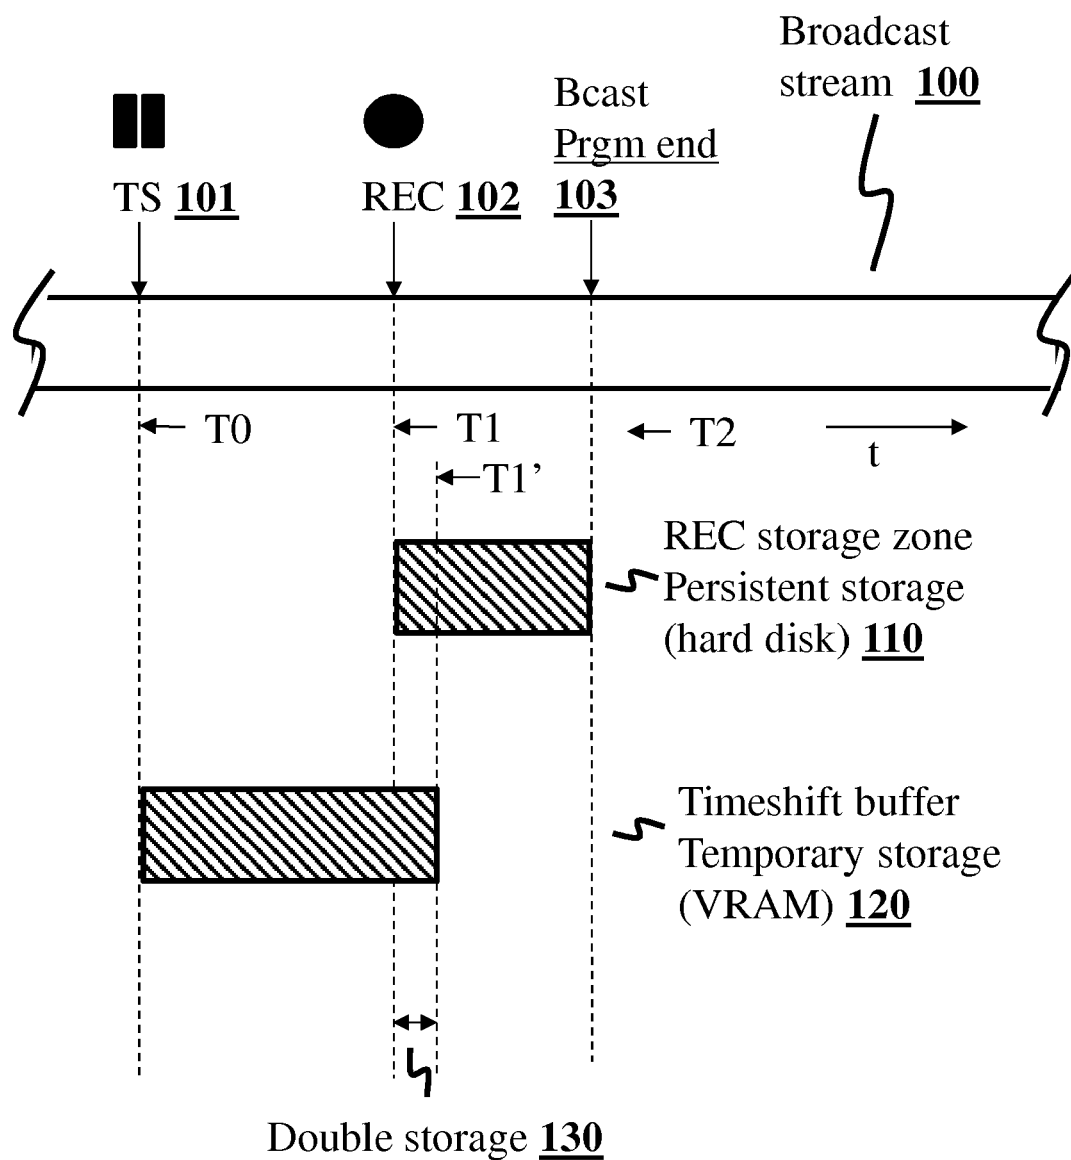 Broadcast
stream 100
Bcast
Prgm end
103
TS 101
REC 102
T0
T1
T2
t
T1’
REC storage zone
Persistent storage
(hard disk) 110
Timeshift buffer
Temporary storage
(VRAM) 120
Double storage 130